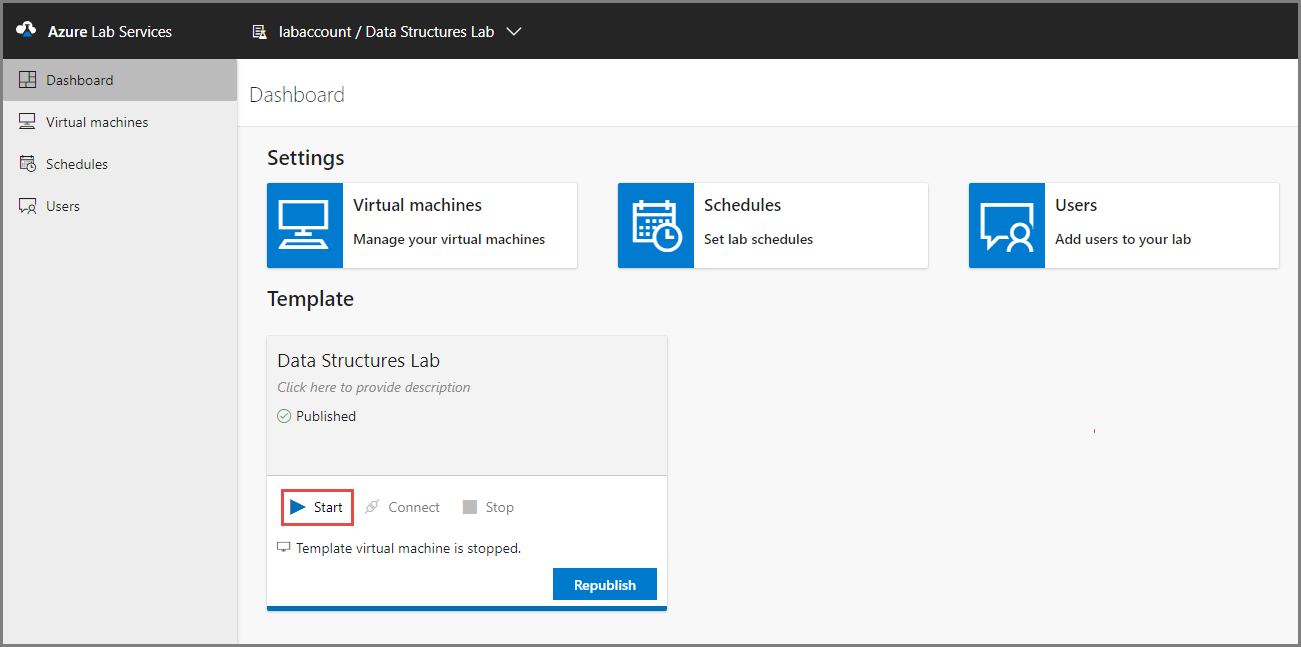 Azure Lab Services
labaccount / Data Structures Lab
Dashboard
Virtual machines
Schedules
Users
Dashboard
Settings
Virtual machines
Manage your virtual machines
Schedules
Set lab schedules
Users
Add users to your lab
Template
Data Structures Lab
Click here to provide description
Published
Start Connect Stop
Template virtual machine is stopped.
Republish